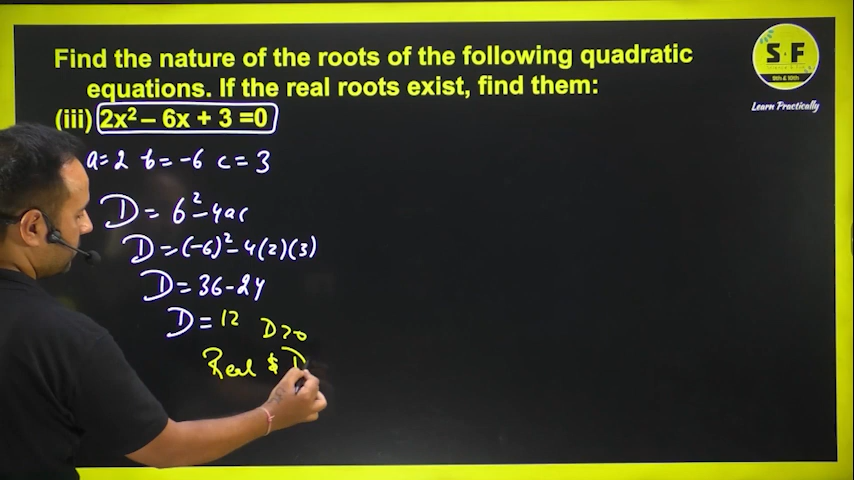 Find the nature of the roots of the following quadratic
equations. If the real roots exist, find them:
(iii) 2x² – 6x + 3 =0
S F
9th & 10th
Learn Practically
a=2 b=-6 c=3
D = b²-4ac
D = (-6)²-4(2)(3)
D = 36-24
D = 12 D>0
Real & D